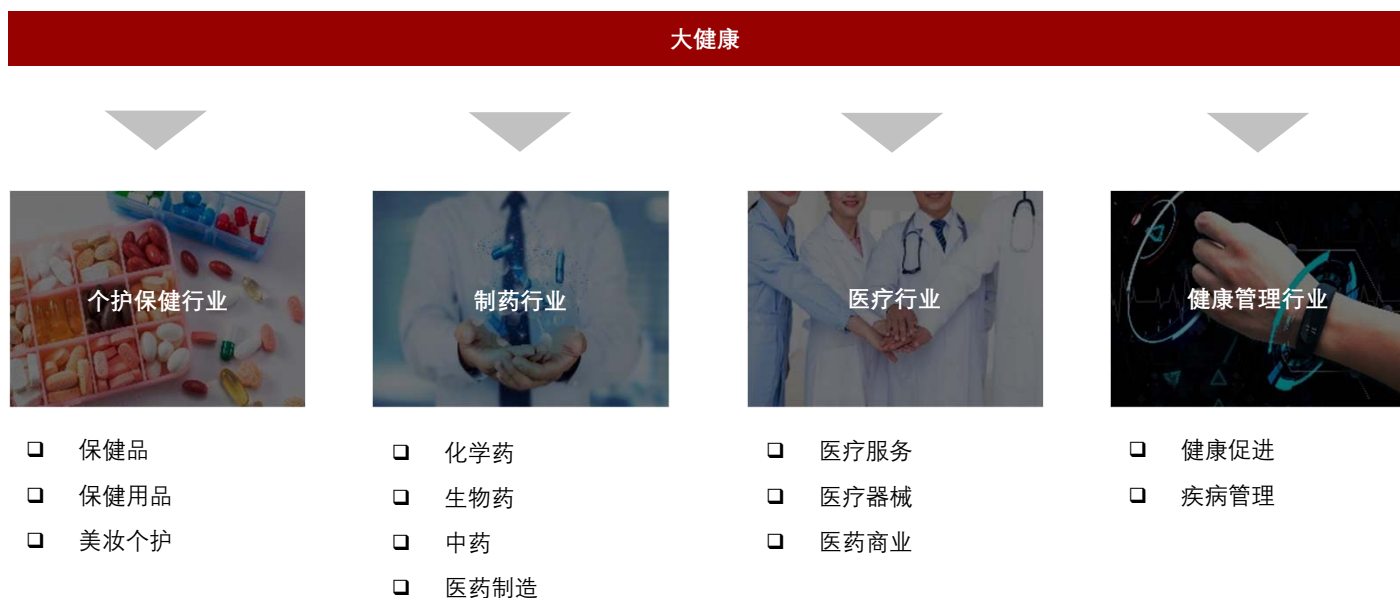 大健康
个护保健行业
制药行业
医疗行业
健康管理行业
保健品
保健用品
美妆个护
化学药
生物药
中药
医药制造
医疗服务
医疗器械
医药商业
健康促进
疾病管理